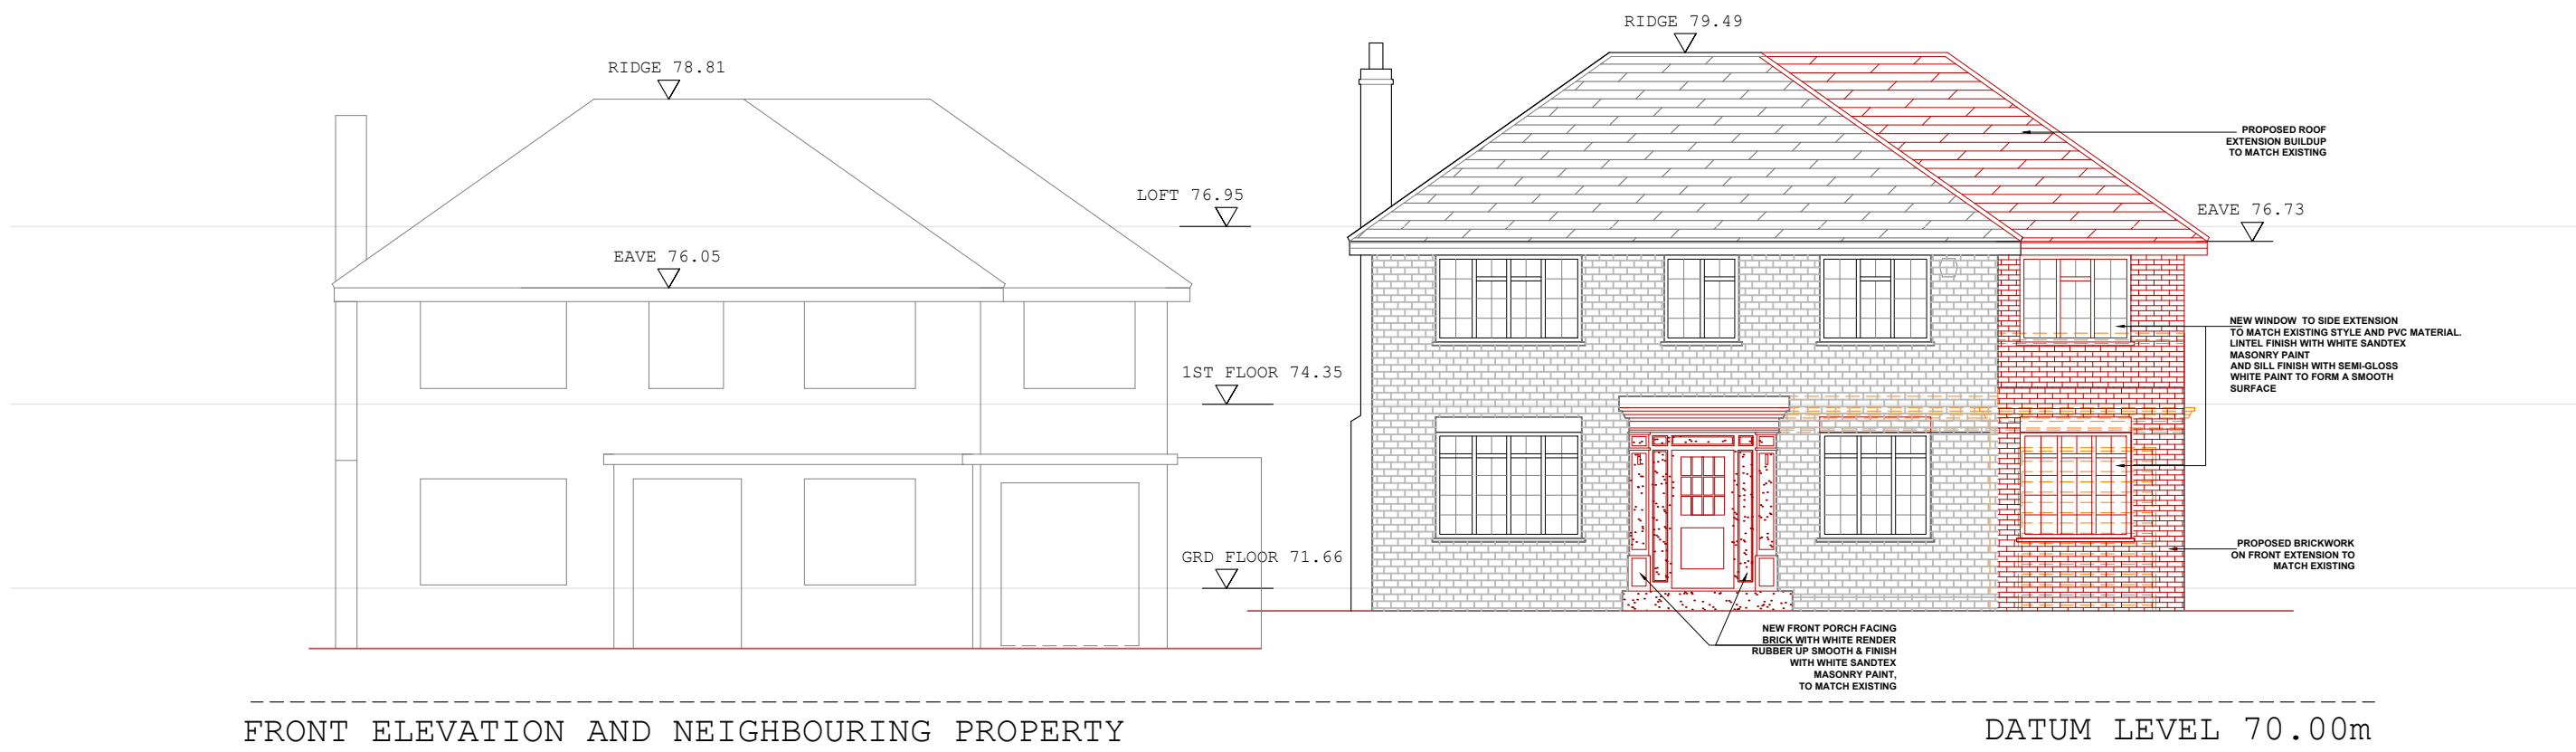 RIDGE 79.49
RIDGE 78.81
PROPOSED ROOF
EXTENSION BUILDUP
TO MATCH EXISTING
LOFT 76.95
EAVE 76.73
EAVE 76.05
NEW WINDOW TO SIDE EXTENSION
TO MATCH EXISTING STYLE AND PVC MATERIAL.
LINTEL FINISH WITH WHITE SANDTEX
MASONRY PAINT
AND SILL FINISH WITH SEMI-GLOSS
WHITE PAINT TO FORM A SMOOTH
SURFACE
1ST FLOOR 74.35
GRD FLOOR 71.66
PROPOSED BRICKWORK
ON FRONT EXTENSION TO
MATCH EXISTING
NEW FRONT PORCH FACING
BRICK WITH WHITE RENDER
RUBBER UP SMOOTH & FINISH
WITH WHITE SANDTEX
MASONRY PAINT,
TO MATCH EXISTING
FRONT ELEVATION AND NEIGHBOURING PROPERTY
DATUM LEVEL 70.00m